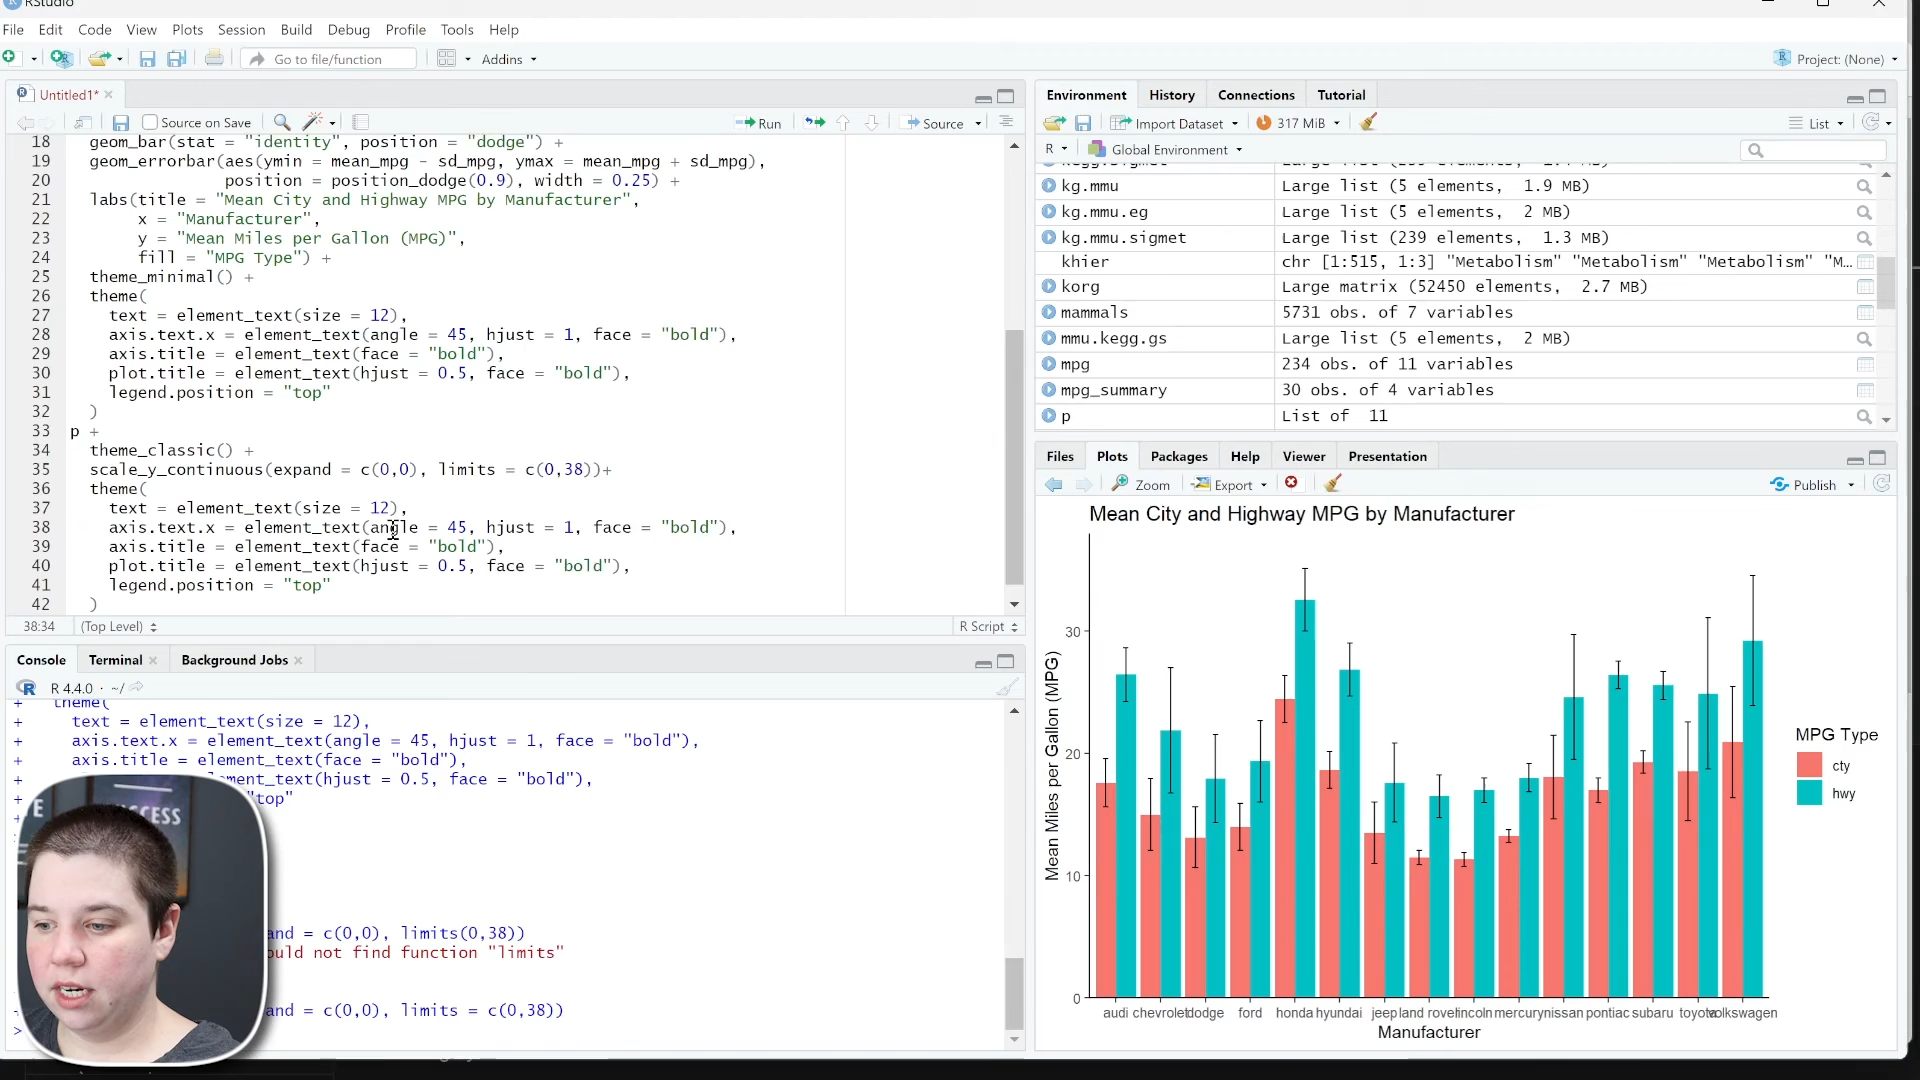 RStudio
File Edit Code View Plots Session Build Debug Profile Tools Help
Go to file/function Addins Project: (None)
Untitled1*
Source on Save Run Source
18 geom_bar(stat = "identity", position = "dodge") +
19 geom_errorbar(aes(ymin = mean_mpg - sd_mpg, ymax = mean_mpg + sd_mpg),
20 position = position_dodge(0.9), width = 0.25) +
21 labs(title = "Mean City and Highway MPG by Manufacturer",
22 x = "Manufacturer",
23 y = "Mean Miles per Gallon (MPG)",
24 fill = "MPG Type") +
25 theme_minimal() +
26 theme(
27 text = element_text(size = 12),
28 axis.text.x = element_text(angle = 45, hjust = 1, face = "bold"),
29 axis.title = element_text(face = "bold"),
30 plot.title = element_text(hjust = 0.5, face = "bold"),
31 legend.position = "top"
32 )
33 p +
34 theme_classic() +
35 scale_y_continuous(expand = c(0,0), limits = c(0,38))+
36 theme(
37 text = element_text(size = 12),
38 axis.text.x = element_text(angle = 45, hjust = 1, face = "bold"),
39 axis.title = element_text(face = "bold"),
40 plot.title = element_text(hjust = 0.5, face = "bold"),
41 legend.position = "top"
42 )
38:34 (Top Level) R Script
Console Terminal Background Jobs
R 4.4.0 · ~/
+ theme(
+ text = element_text(size = 12),
+ axis.text.x = element_text(angle = 45, hjust = 1, face = "bold"),
+ axis.title = element_text(face = "bold"),
+ ment_text(hjust = 0.5, face = "bold"),
+ "top"
+
and = c(0,0), limits(0,38))
ould not find function "limits"
and = c(0,0), limits = c(0,38))
>
SUCCESS
Environment History Connections Tutorial
Import Dataset 317 MiB List
R Global Environment
kg.mmu Large list (5 elements, 1.9 MB)
kg.mmu.eg Large list (5 elements, 2 MB)
kg.mmu.sigmet Large list (239 elements, 1.3 MB)
khier chr [1:515, 1:3] "Metabolism" "Metabolism" "Metabolism" "M…
korg Large matrix (52450 elements, 2.7 MB)
mammals 5731 obs. of 7 variables
mmu.kegg.gs Large list (5 elements, 2 MB)
mpg 234 obs. of 11 variables
mpg_summary 30 obs. of 4 variables
p List of 11
Files Plots Packages Help Viewer Presentation
Zoom Export Publish
Mean City and Highway MPG by Manufacturer
Mean Miles per Gallon (MPG)
30
20
10
0
MPG Type
cty
hwy
audi chevrolet dodge ford honda hyundai jeep land rover lincoln mercury nissan pontiac subaru toyota volkswagen
Manufacturer